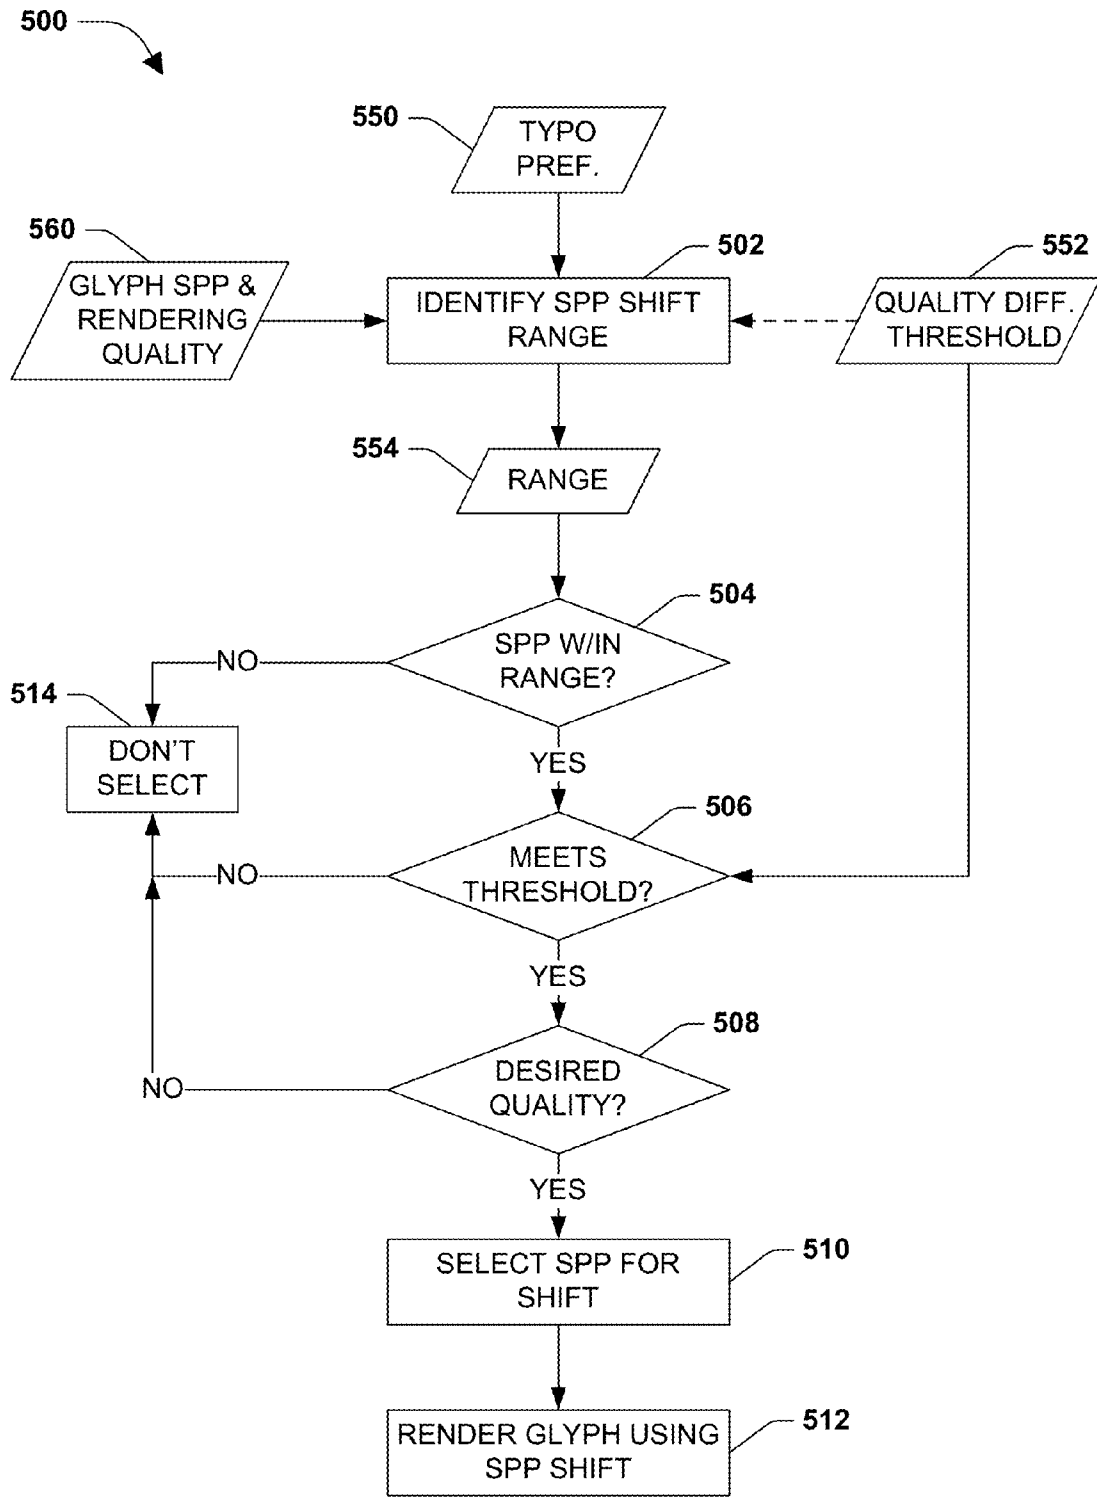 500
550
TYPO
PREF.
560
502
552
GLYPH SPP &
RENDERING
QUALITY
IDENTIFY SPP SHIFT
RANGE
QUALITY DIFF.
THRESHOLD
554
RANGE
504
SPP W/IN
RANGE?
NO
514
DON'T
SELECT
YES
506
MEETS
THRESHOLD?
NO
YES
508
DESIRED
QUALITY?
NO
YES
510
SELECT SPP FOR
SHIFT
512
RENDER GLYPH USING
SPP SHIFT